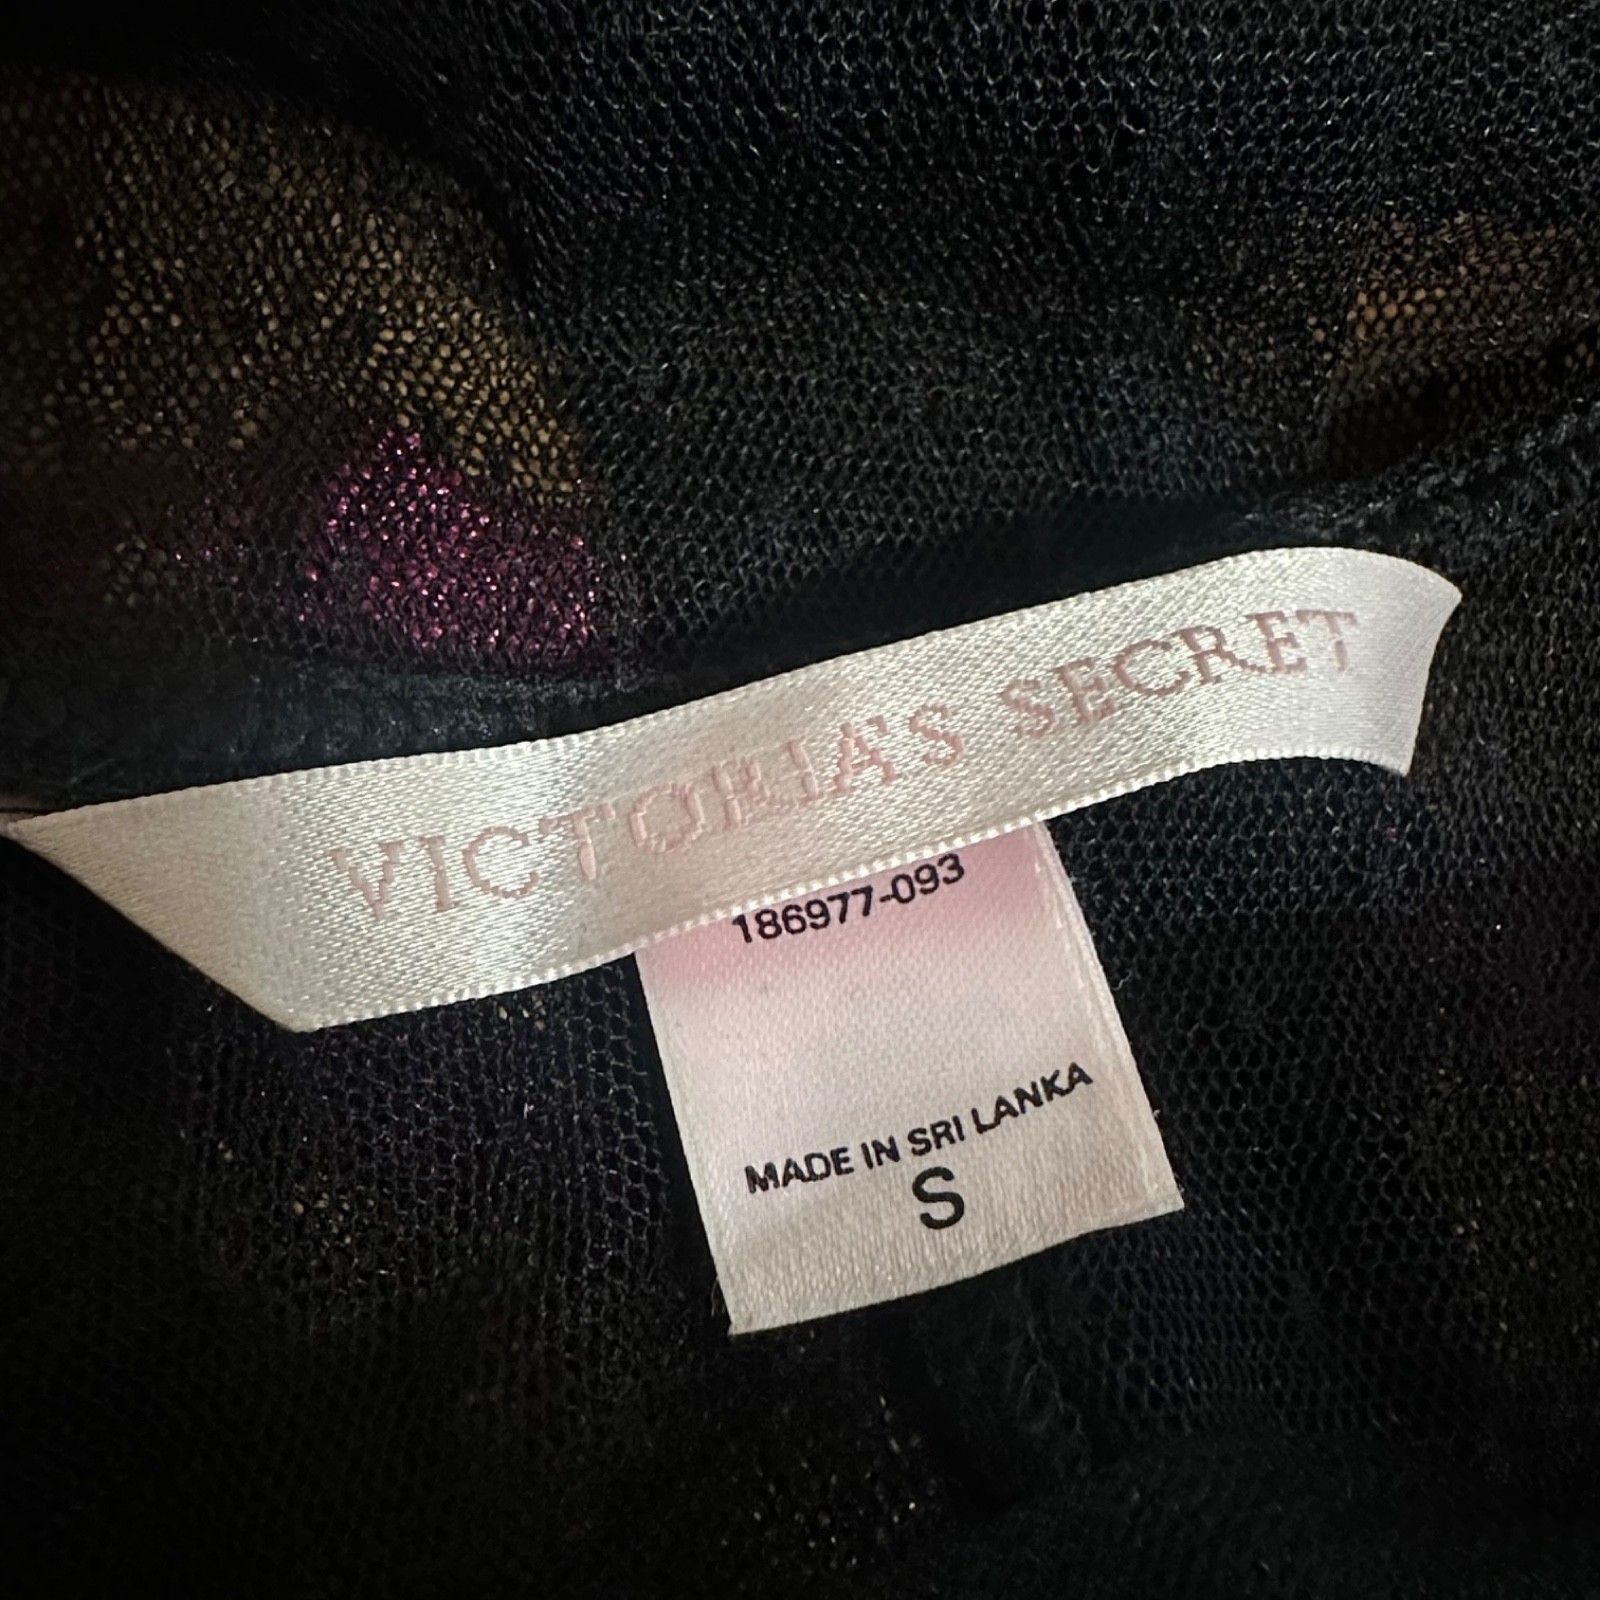 VICTORIA'S SECRET
186977-093
MADE IN SRI LANKA
S